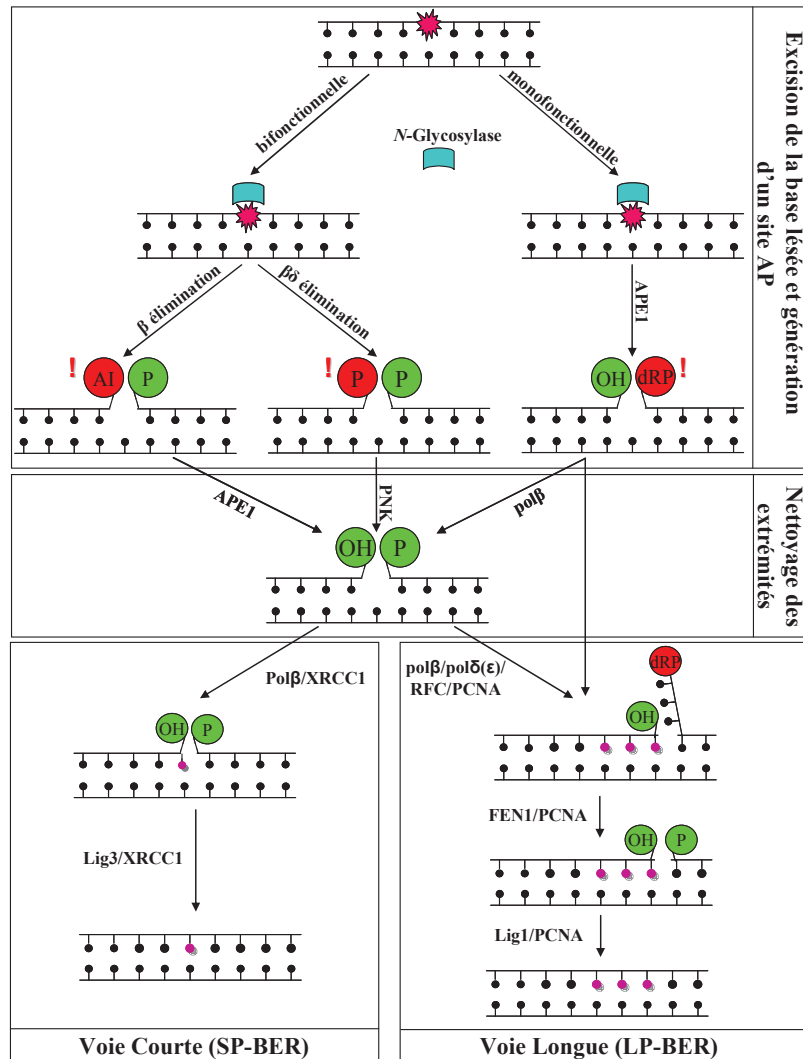 bifonctionnelle
monofonctionnelle
N-Glycosylase
APE1
β élimination
βδ élimination
! AI P
! P P
OH dRP !
Excision de la base lésée et génération
d'un site AP
APE1
PNK
polβ
OH P
Nettoyage des
extrémités
Polβ/XRCC1
OH P
Lig3/XRCC1
Voie Courte (SP-BER)
polβ/polδ(ε)/
RFC/PCNA
dRP
OH
FEN1/PCNA
OH P
Lig1/PCNA
Voie Longue (LP-BER)